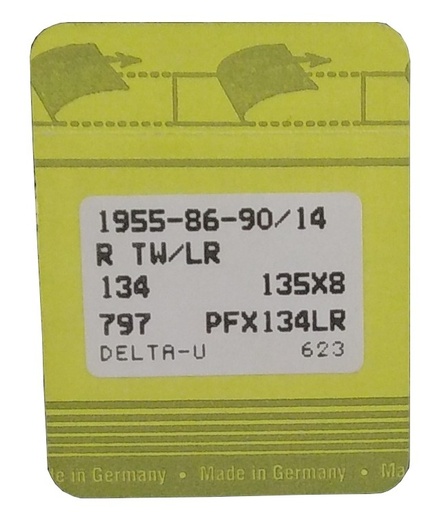 1955-86-90/14
R TW/LR
134 135X8
797 PFX134LR
DELTA-U 623
e in Germany • Made in Germany • Ma